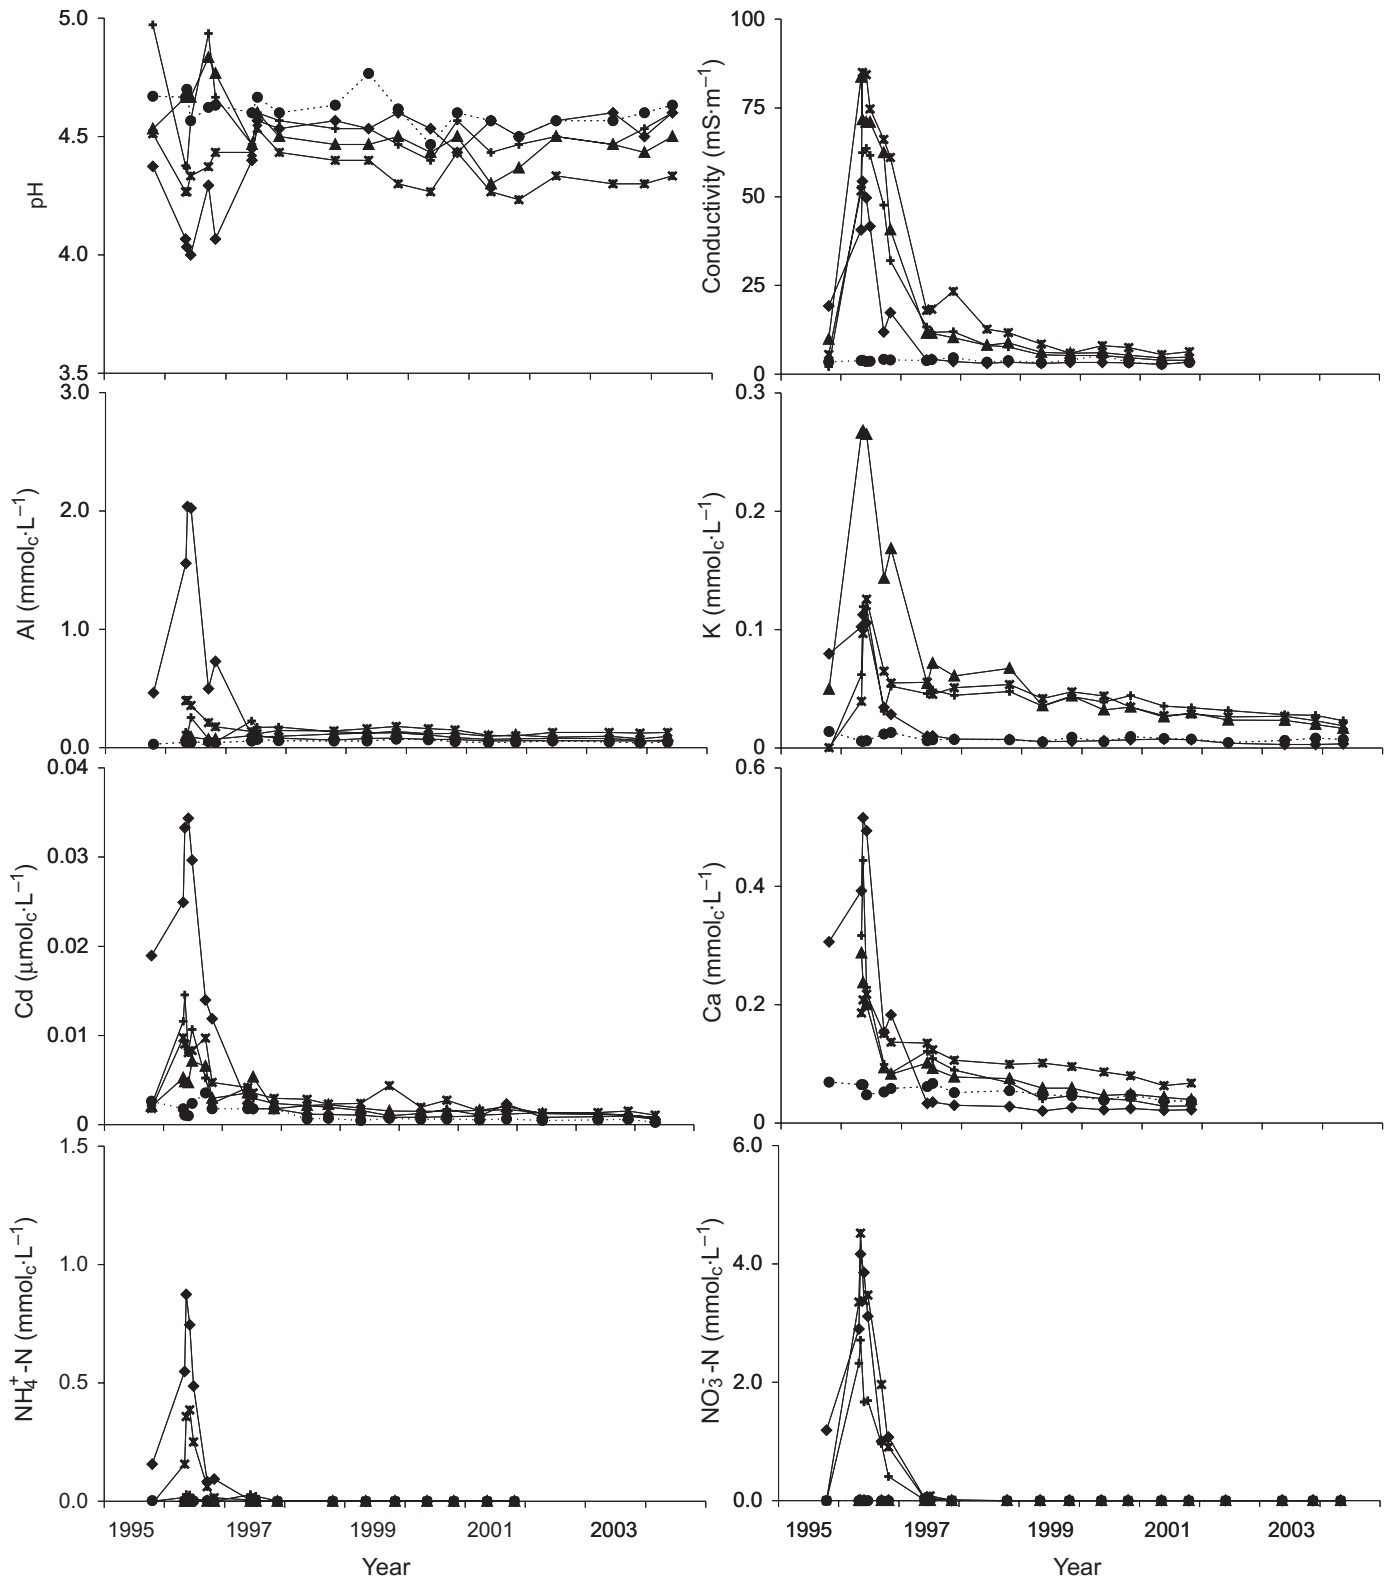 5.0
4.5
4.0
3.5
pH
100
75
50
25
0
Conductivity (mS·m−1)
3.0
2.0
1.0
0.0
Al (mmolc·L−1)
0.3
0.2
0.1
0
K (mmolc·L−1)
0.04
0.03
0.02
0.01
0
Cd (μmolc·L−1)
0.6
0.4
0.2
0
Ca (mmolc·L−1)
1.5
1.0
0.5
0.0
NH4+-N (mmolc·L−1)
1995 1997 1999 2001 2003
Year
6.0
4.0
2.0
0.0
NO3−-N (mmolc·L−1)
1995 1997 1999 2001 2003
Year